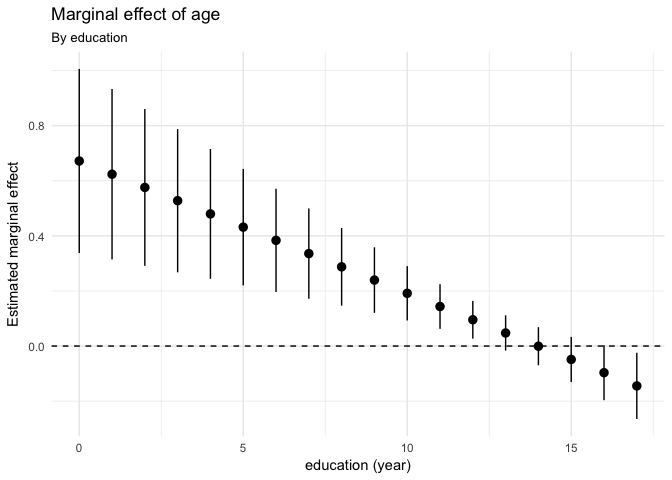 Marginal effect of age
By education
Estimated marginal effect
0.8
0.4
0.0
0
5
10
15
education (year)